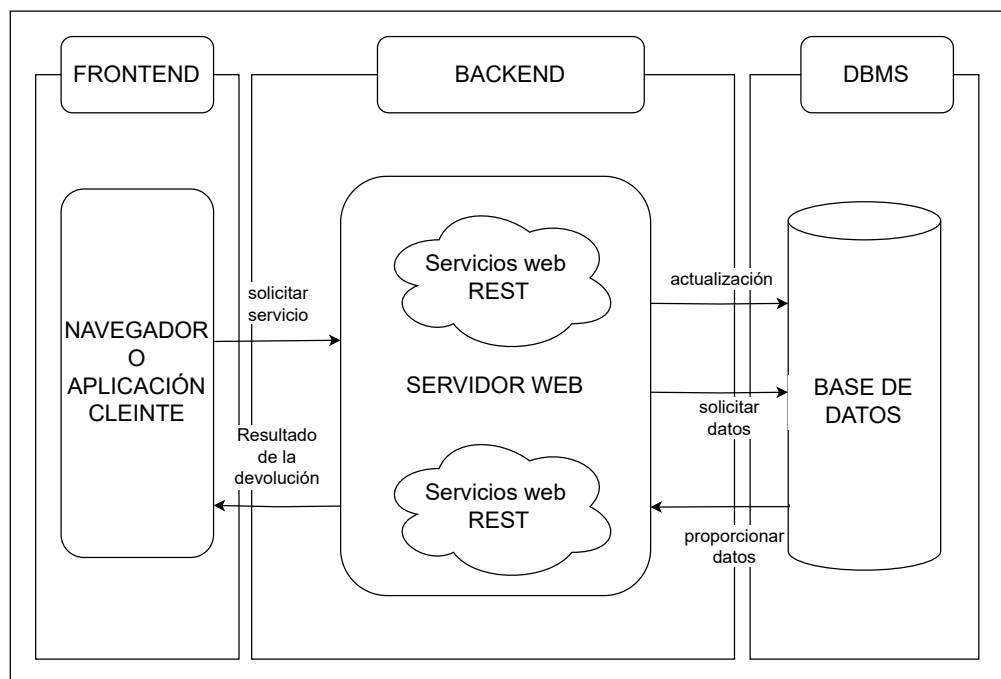 FRONTEND
BACKEND
DBMS
NAVEGADOR
O
APLICACIÓN
CLEINTE
solicitar
servicio
Resultado
de la
devolución
Servicios web
REST
SERVIDOR WEB
Servicios web
REST
actualización
solicitar
datos
proporcionar
datos
BASE DE
DATOS